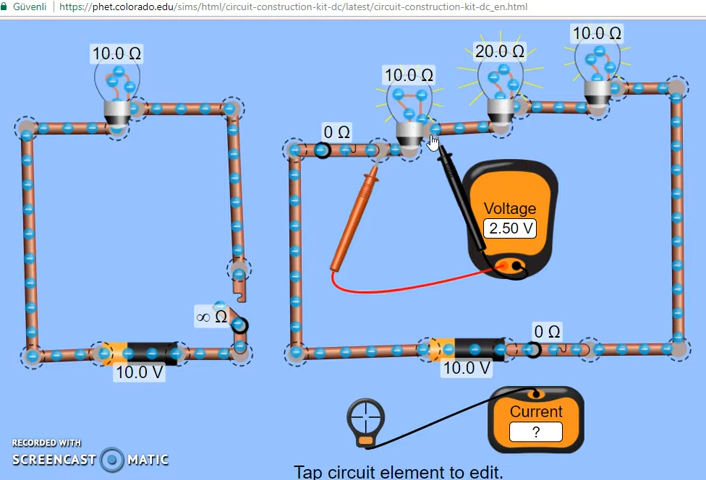 Güvenli https://phet.colorado.edu/sims/html/circuit-construction-kit-dc/latest/circuit-construction-kit-dc_en.html
10.0 Ω
10.0 Ω
20.0 Ω
10.0 Ω
0 Ω
Voltage
2.50 V
∞ Ω
0 Ω
10.0 V
10.0 V
Current
?
RECORDED WITH
SCREENCAST MATIC
Tap circuit element to edit.